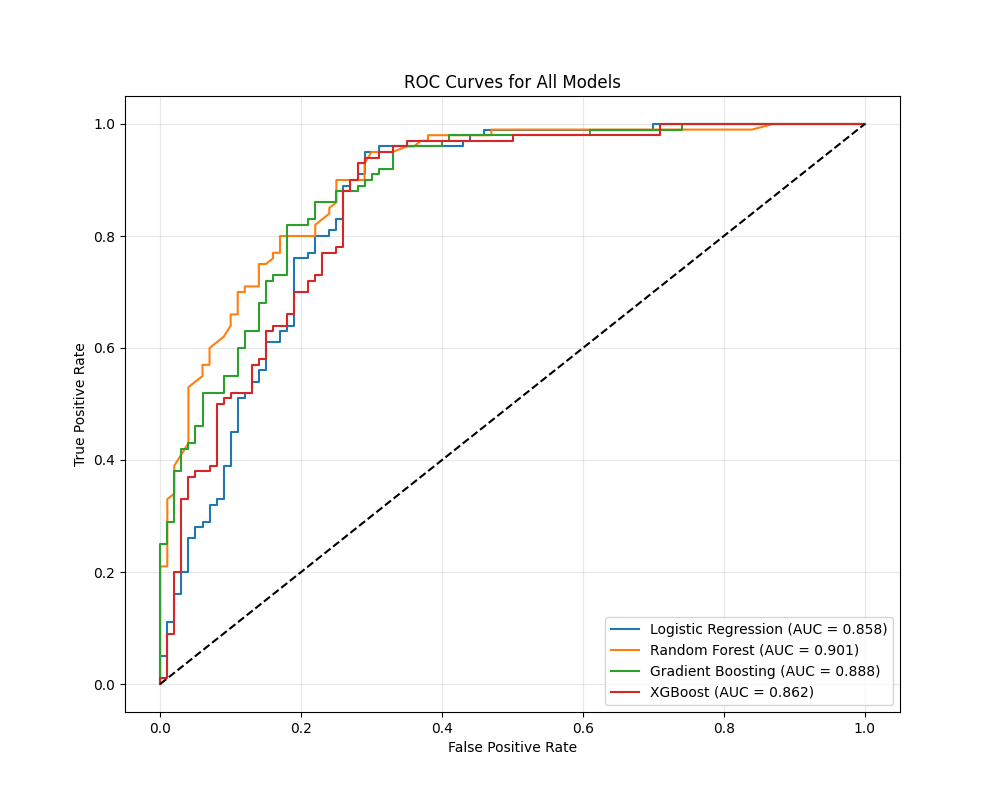 ROC Curves for All Models
True Positive Rate
1.0
0.8
0.6
0.4
0.2
0.0
0.0 0.2 0.4 0.6 0.8 1.0
False Positive Rate
Logistic Regression (AUC = 0.858)
Random Forest (AUC = 0.901)
Gradient Boosting (AUC = 0.888)
XGBoost (AUC = 0.862)